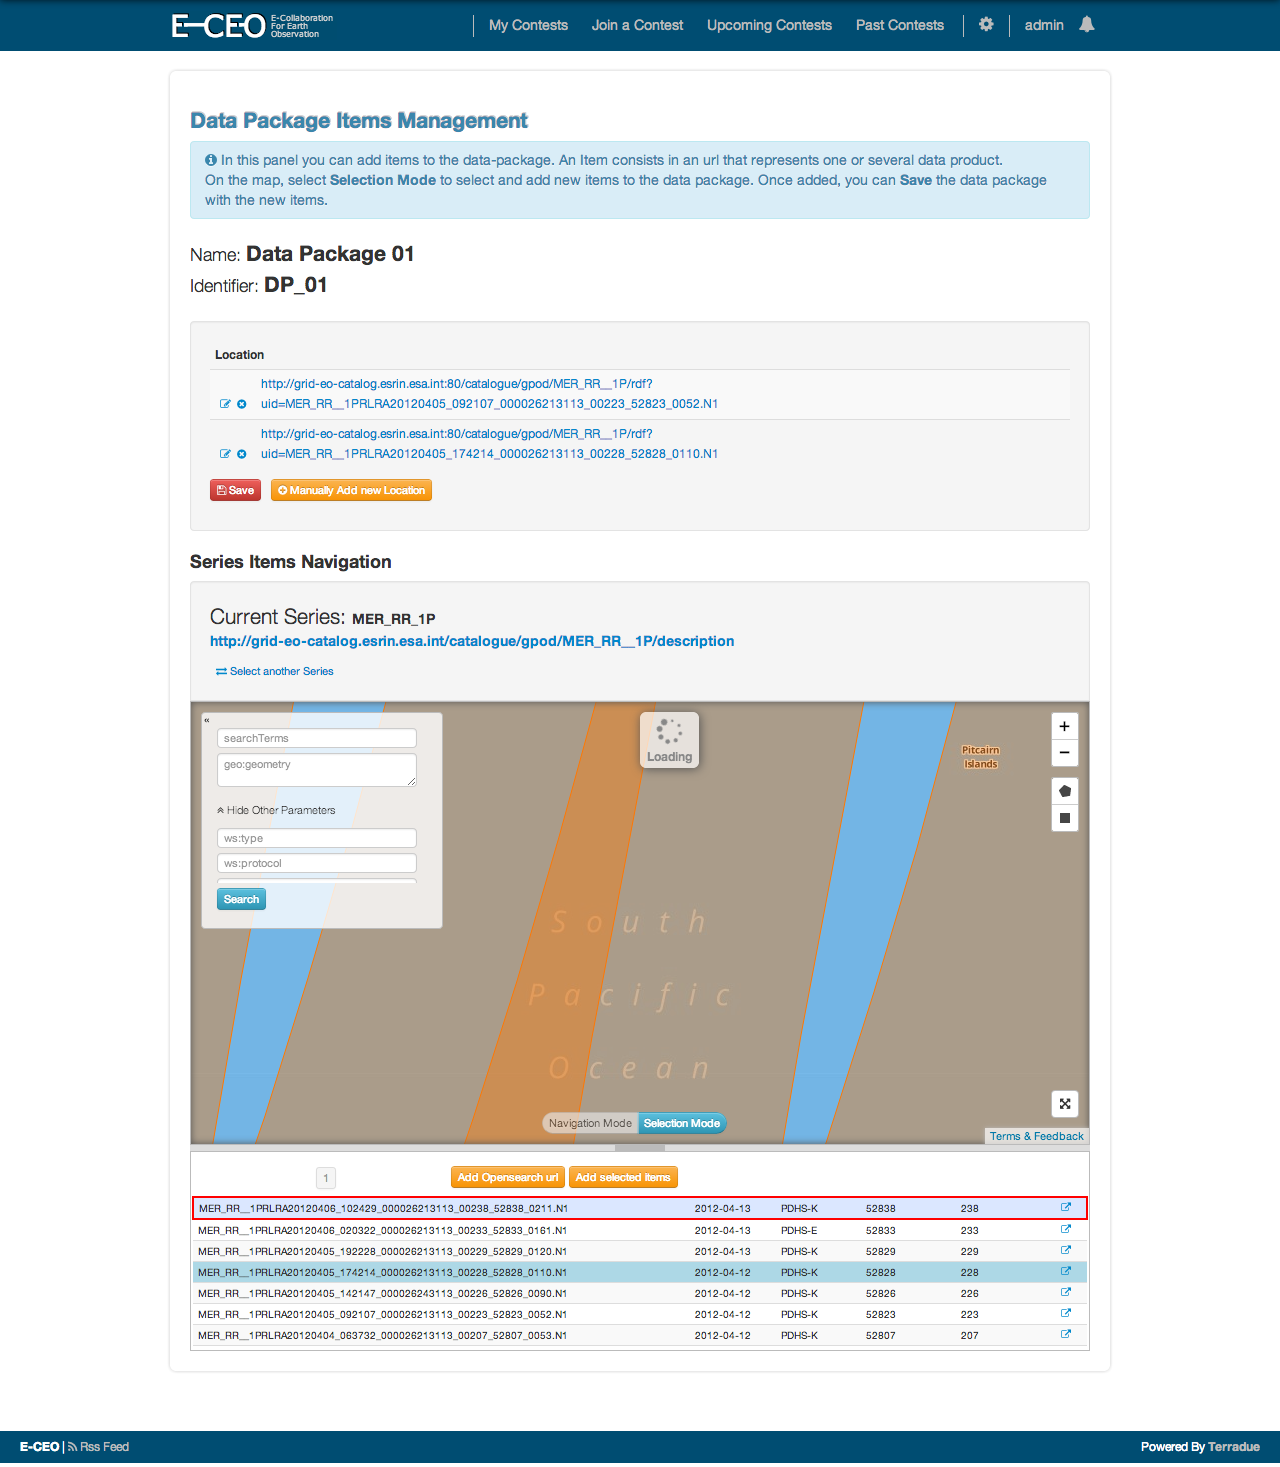 E-CEO E-Collaboration
For Earth
Observation
My Contests Join a Contest Upcoming Contests Past Contests admin
Data Package Items Management
In this panel you can add items to the data-package. An Item consists in an url that represents one or several data product.
On the map, select Selection Mode to select and add new items to the data package. Once added, you can Save the data package
with the new items.
Name: Data Package 01
Identifier: DP_01
Location
http://grid-eo-catalog.esrin.esa.int:80/catalogue/gpod/MER_RR__1P/rdf?
uid=MER_RR__1PRLRA20120405_092107_000026213113_00223_52823_0052.N1
http://grid-eo-catalog.esrin.esa.int:80/catalogue/gpod/MER_RR__1P/rdf?
uid=MER_RR__1PRLRA20120405_174214_000026213113_00228_52828_0110.N1
Save Manually Add new Location
Series Items Navigation
Current Series: MER_RR_1P
http://grid-eo-catalog.esrin.esa.int/catalogue/gpod/MER_RR__1P/description
Select another Series
«
searchTerms
geo:geometry
Hide Other Parameters
ws:type
ws:protocol
Search
Loading
+
−
Pitcairn
Islands
South
Pacific
Ocean
Navigation Mode Selection Mode
Terms & Feedback
1 Add Opensearch url Add selected items
MER_RR__1PRLRA20120406_102429_000026213113_00238_52838_0211.N1 2012-04-13 PDHS-K 52838 238
MER_RR__1PRLRA20120406_020322_000026213113_00233_52833_0161.N1 2012-04-13 PDHS-E 52833 233
MER_RR__1PRLRA20120405_192228_000026213113_00229_52829_0120.N1 2012-04-13 PDHS-K 52829 229
MER_RR__1PRLRA20120405_174214_000026213113_00228_52828_0110.N1 2012-04-12 PDHS-K 52828 228
MER_RR__1PRLRA20120405_142147_000026243113_00226_52826_0090.N1 2012-04-12 PDHS-K 52826 226
MER_RR__1PRLRA20120405_092107_000026213113_00223_52823_0052.N1 2012-04-12 PDHS-K 52823 223
MER_RR__1PRLRA20120404_063732_000026213113_00207_52807_0053.N1 2012-04-12 PDHS-K 52807 207
E-CEO | Rss Feed Powered By Terradue